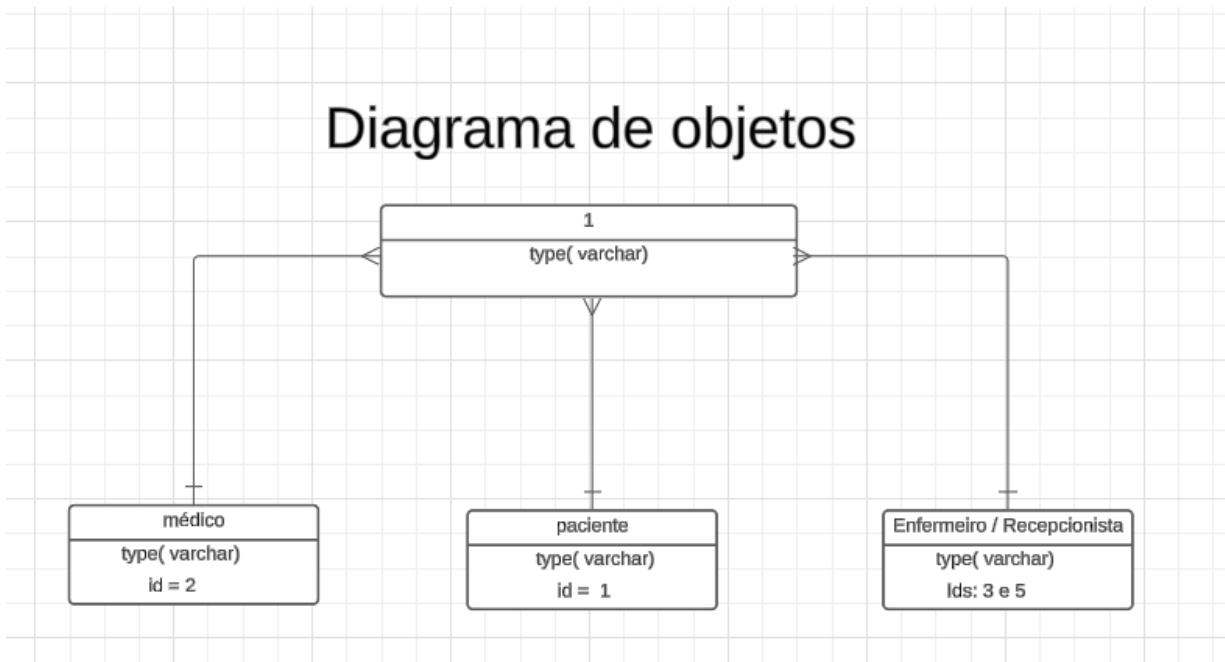 Diagrama de objetos
1
type( varchar)
médico
type( varchar)
id = 2
paciente
type( varchar)
id =  1
Enfermeiro / Recepcionista
type( varchar)
Ids: 3 e 5